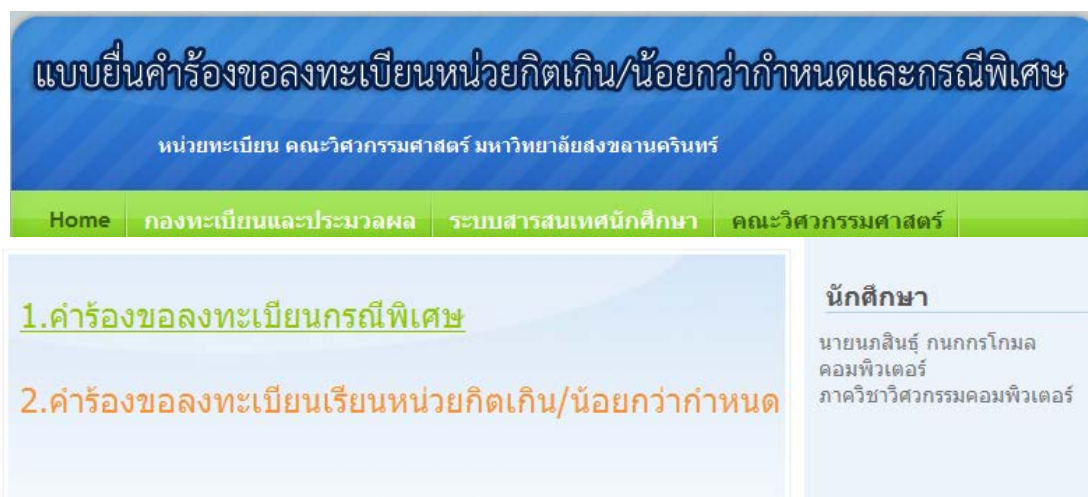 แบบยื่นคำร้องขอลงทะเบียนหน่วยกิตเกิน/น้อยกว่ากำหนดและกรณีพิเศษ
หน่วยทะเบียน คณะวิศวกรรมศาสตร์ มหาวิทยาลัยสงขลานครินทร์
Home กองทะเบียนและประมวลผล ระบบสารสนเทศนักศึกษา คณะวิศวกรรมศาสตร์
1.คำร้องขอลงทะเบียนกรณีพิเศษ
2.คำร้องขอลงทะเบียนเรียนหน่วยกิตเกิน/น้อยกว่ากำหนด
นักศึกษา
นายนภสินธุ์ กนกกรโกมล
คอมพิวเตอร์
ภาควิชาวิศวกรรมคอมพิวเตอร์